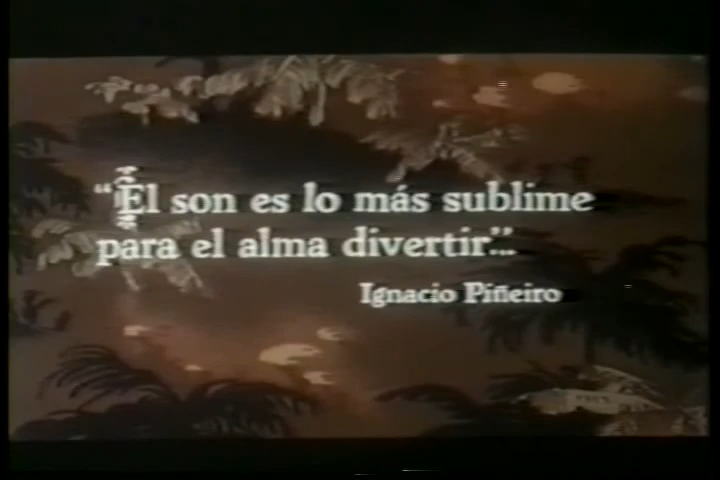 “El son es lo más sublime
para el alma divertir”...
Ignacio Piñeiro